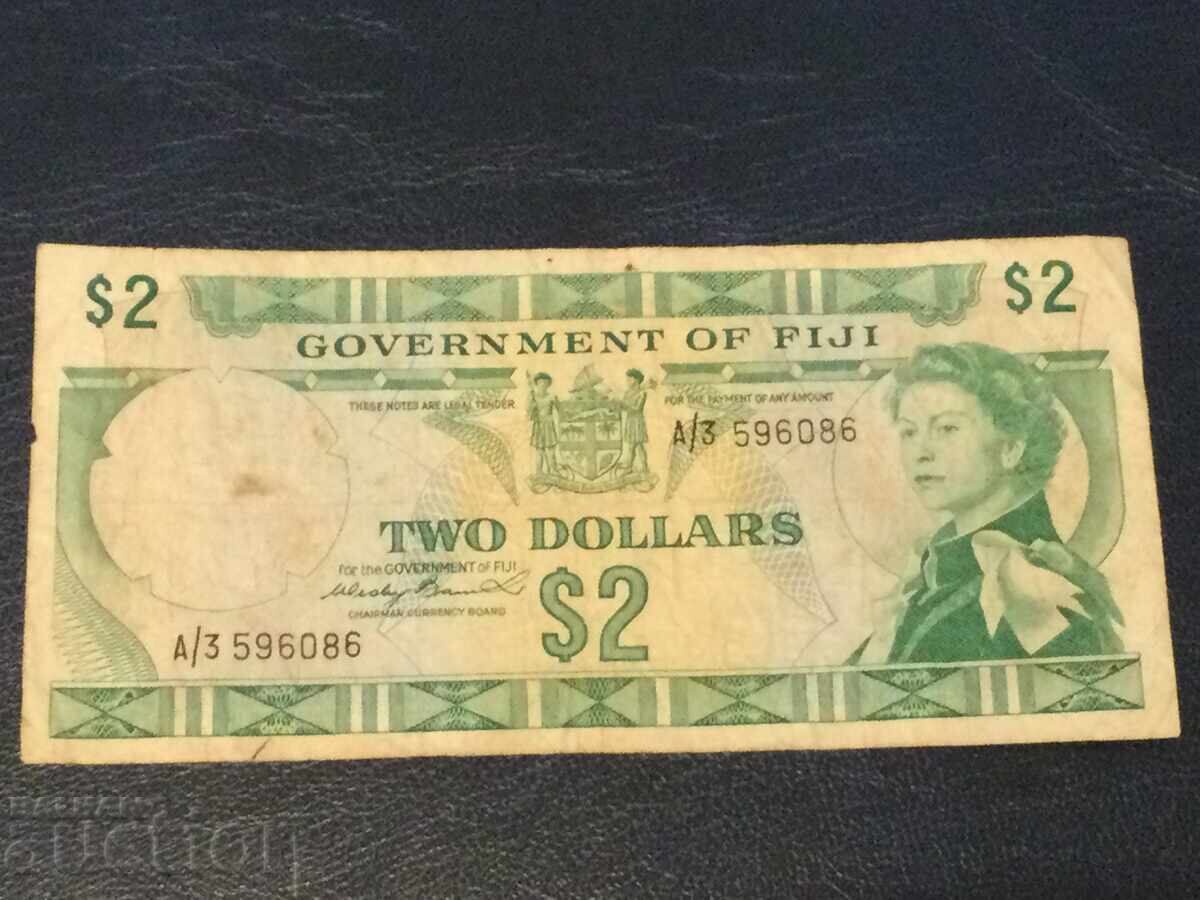 $2
$2
GOVERNMENT OF FIJI
THESE NOTES ARE LEGAL TENDER
FOR THE PAYMENT OF ANY AMOUNT
A/3 596086
TWO DOLLARS
For the GOVERNMENT OF FIJI
CHAIRMAN CURRENCY BOARD
$2
A/3 596086
AUCTION